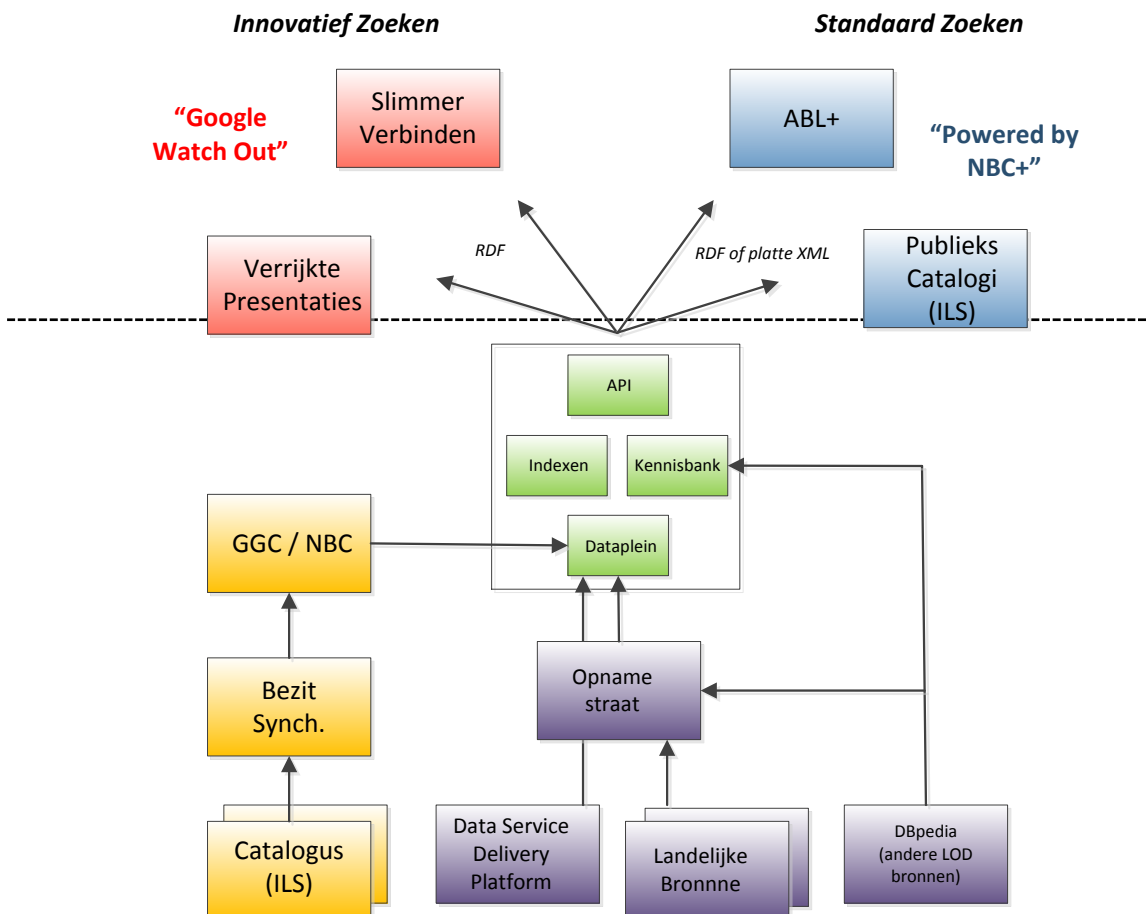 Innovatief Zoeken
Standaard Zoeken
Slimmer
Verbinden
ABL+
“Google
Watch Out”
“Powered by
NBC+”
RDF
RDF of platte XML
Verrijkte
Presentaties
Publieks
Catalogi
(ILS)
API
Indexen
Kennisbank
GGC / NBC
Dataplein
Bezit
Synch.
Opname
straat
Catalogus
(ILS)
Data Service
Delivery
Platform
Landelijke
Bronnne
DBpedia
(andere LOD
bronnen)